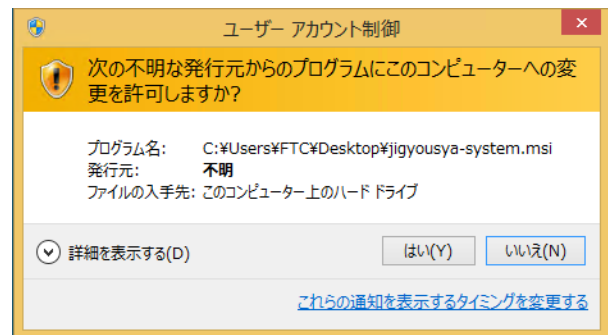 ユーザー アカウント制御
次の不明な発行元からのプログラムにこのコンピューターへの変
更を許可しますか?
プログラム名: C:¥Users¥FTC¥Desktop¥jigyousya-system.msi
発行元: 不明
ファイルの入手先: このコンピューター上のハード ドライブ
詳細を表示する(D) はい(Y) いいえ(N)
これらの通知を表示するタイミングを変更する